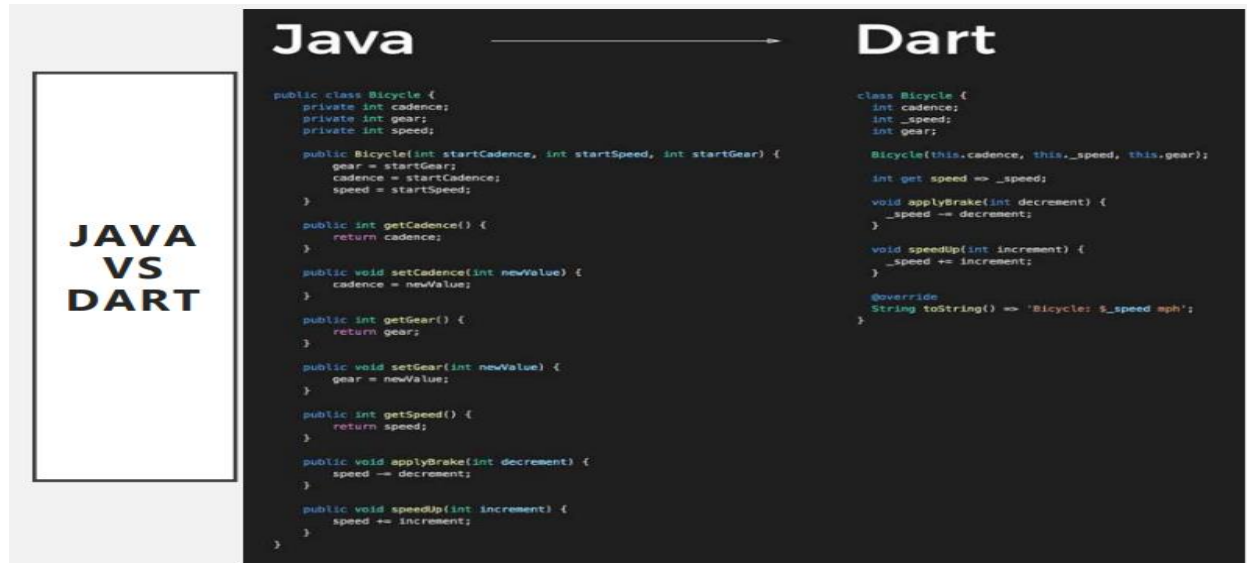 JAVA
VS
DART
Java
public class Bicycle {
    private int cadence;
    private int gear;
    private int speed;

    public Bicycle(int startCadence, int startSpeed, int startGear) {
        gear = startGear;
        cadence = startCadence;
        speed = startSpeed;
    }

    public int getCadence() {
        return cadence;
    }

    public void setCadence(int newValue) {
        cadence = newValue;
    }

    public int getGear() {
        return gear;
    }

    public void setGear(int newValue) {
        gear = newValue;
    }

    public int getSpeed() {
        return speed;
    }

    public void applyBrake(int decrement) {
        speed -= decrement;
    }

    public void speedUp(int increment) {
        speed += increment;
    }
}
Dart
class Bicycle {
  int cadence;
  int _speed;
  int gear;

  Bicycle(this.cadence, this._speed, this.gear);

  int get speed => _speed;

  void applyBrake(int decrement) {
    _speed -= decrement;
  }

  void speedUp(int increment) {
    _speed += increment;
  }

  @override
  String toString() => 'Bicycle: $_speed mph';
}